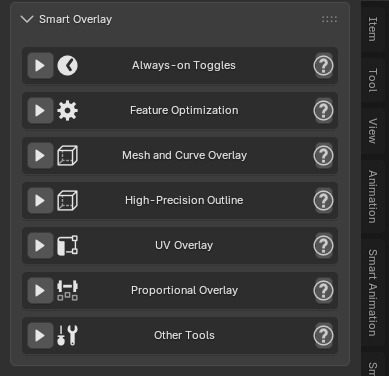 Smart Overlay
Always-on Toggles
Feature Optimization
Mesh and Curve Overlay
High-Precision Outline
UV Overlay
Proportional Overlay
Other Tools
Item
Tool
View
Animation
Smart Animation